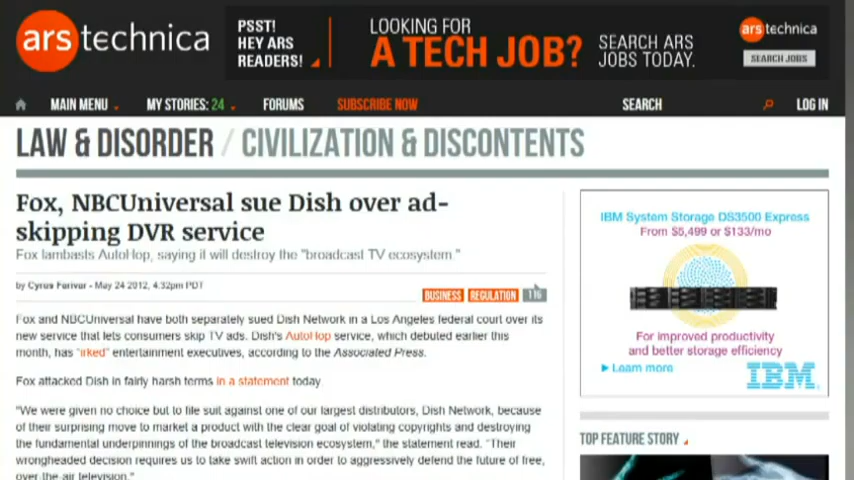 ars technica
PSST!
HEY ARS
READERS!
LOOKING FOR
A TECH JOB?
SEARCH ARS
JOBS TODAY.
ars technica
SEARCH JOBS
MAIN MENU
MY STORIES: 24
FORUMS
SUBSCRIBE NOW
SEARCH
LOG IN
LAW & DISORDER / CIVILIZATION & DISCONTENTS
Fox, NBCUniversal sue Dish over ad-
skipping DVR service
Fox lambasts AutoHop, saying it will destroy the "broadcast TV ecosystem."
by Cyrus Farivar - May 24 2012, 4:32pm PDT
BUSINESS REGULATION 116
Fox and NBCUniversal have both separately sued Dish Network in a Los Angeles federal court over its
new service that lets consumers skip TV ads. Dish's AutoHop service, which debuted earlier this
month, has "irked" entertainment executives, according to the Associated Press.
Fox attacked Dish in fairly harsh terms in a statement today.
"We were given no choice but to file suit against one of our largest distributors, Dish Network, because
of their surprising move to market a product with the clear goal of violating copyrights and destroying
the fundamental underpinnings of the broadcast television ecosystem," the statement read. "Their
wrongheaded decision requires us to take swift action in order to aggressively defend the future of free,
over-the-air television."
IBM System Storage DS3500 Express
From $5,499 or $133/mo
For improved productivity
and better storage efficiency
Learn more
IBM
TOP FEATURE STORY